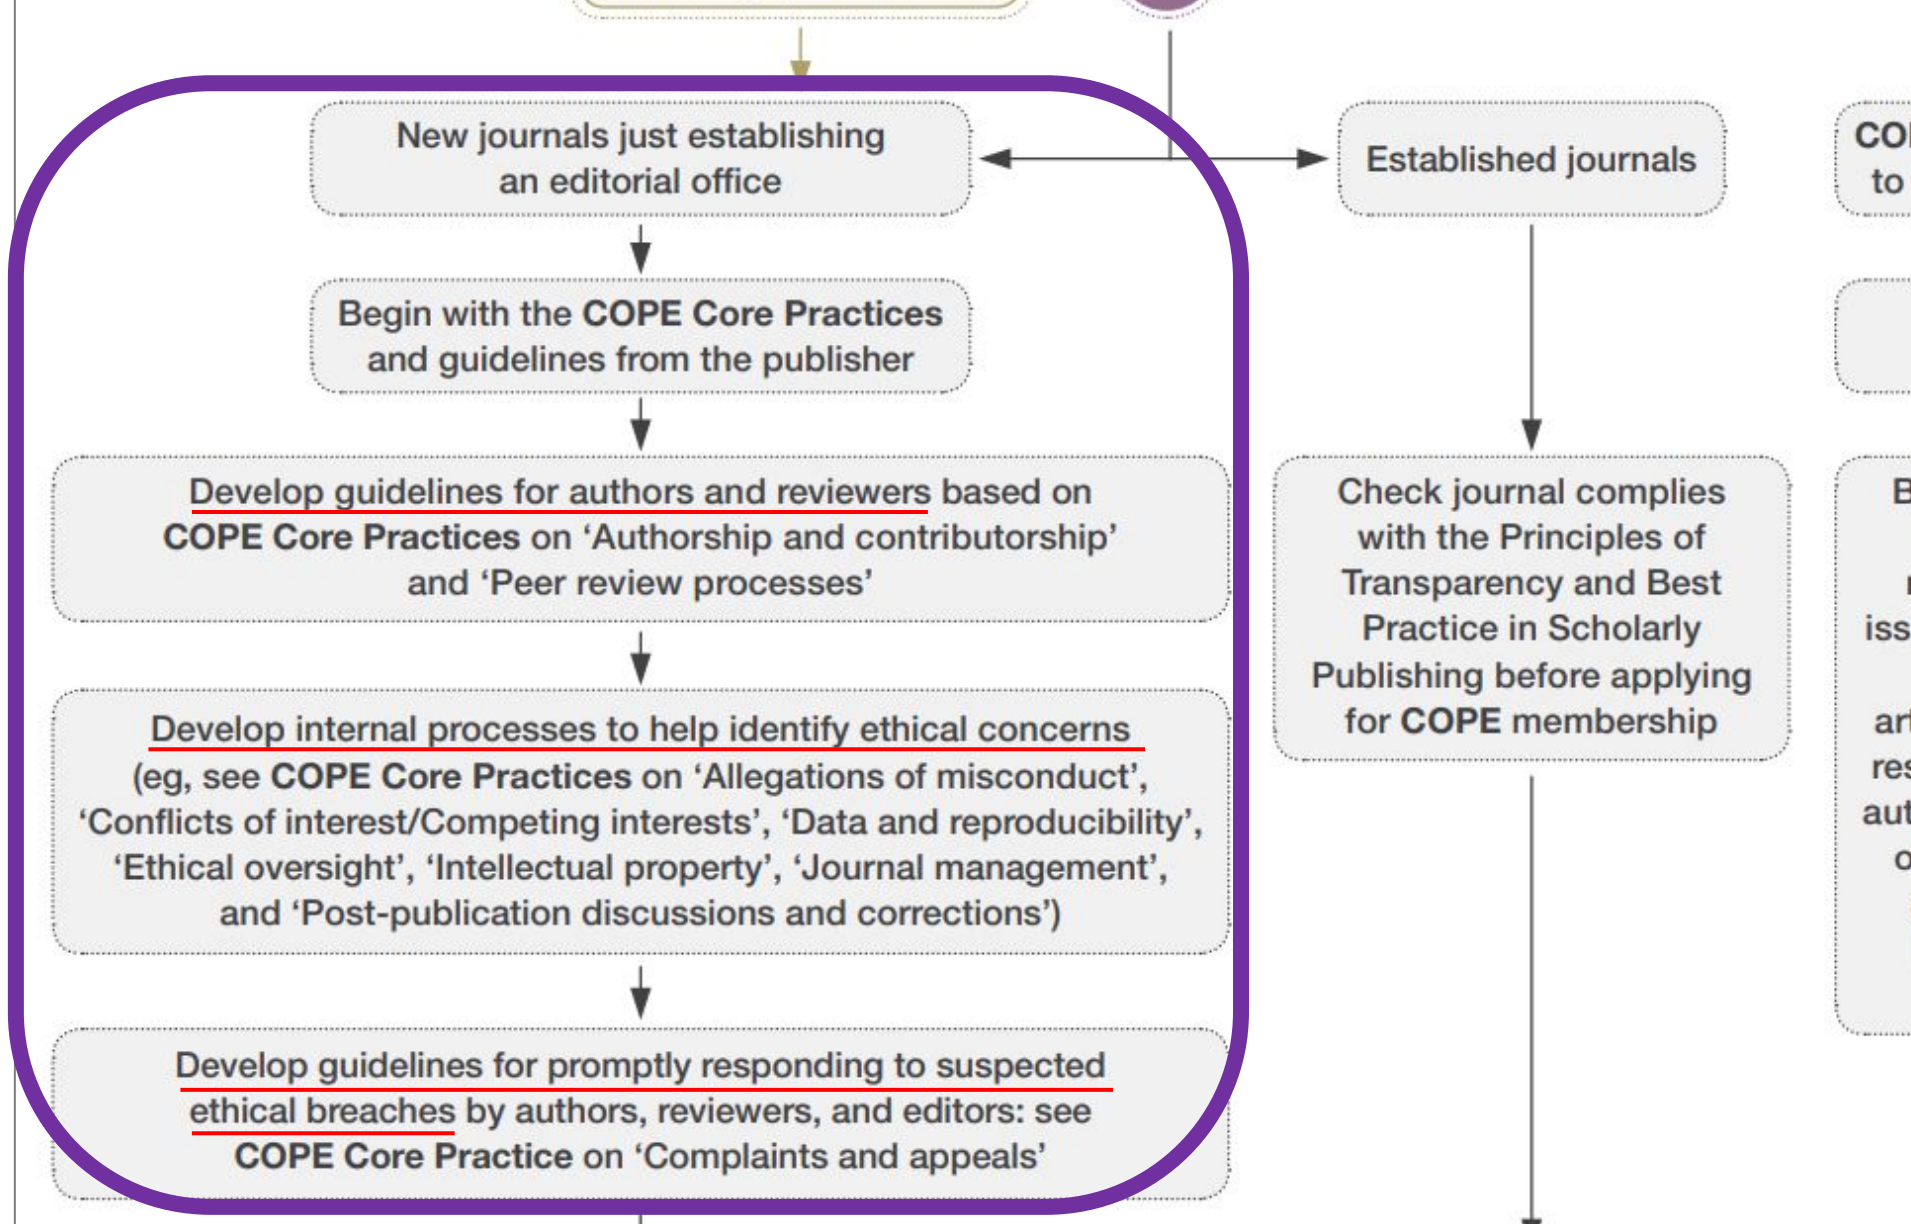 New journals just establishing
an editorial office
Begin with the COPE Core Practices
and guidelines from the publisher
Develop guidelines for authors and reviewers based on
COPE Core Practices on ‘Authorship and contributorship’
and ‘Peer review processes’
Develop internal processes to help identify ethical concerns
(eg, see COPE Core Practices on ‘Allegations of misconduct’,
‘Conflicts of interest/Competing interests’, ‘Data and reproducibility’,
‘Ethical oversight’, ‘Intellectual property’, ‘Journal management’,
and ‘Post-publication discussions and corrections’)
Develop guidelines for promptly responding to suspected
ethical breaches by authors, reviewers, and editors: see
COPE Core Practice on ‘Complaints and appeals’
Established journals
Check journal complies
with the Principles of
Transparency and Best
Practice in Scholarly
Publishing before applying
for COPE membership
to